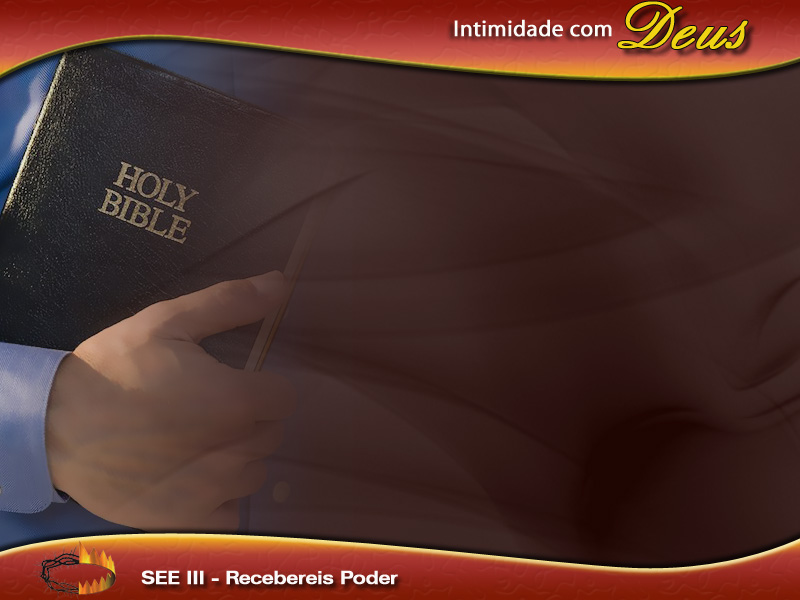 Intimidade com Deus
HOLY
BIBLE
SEE III - Recebereis Poder